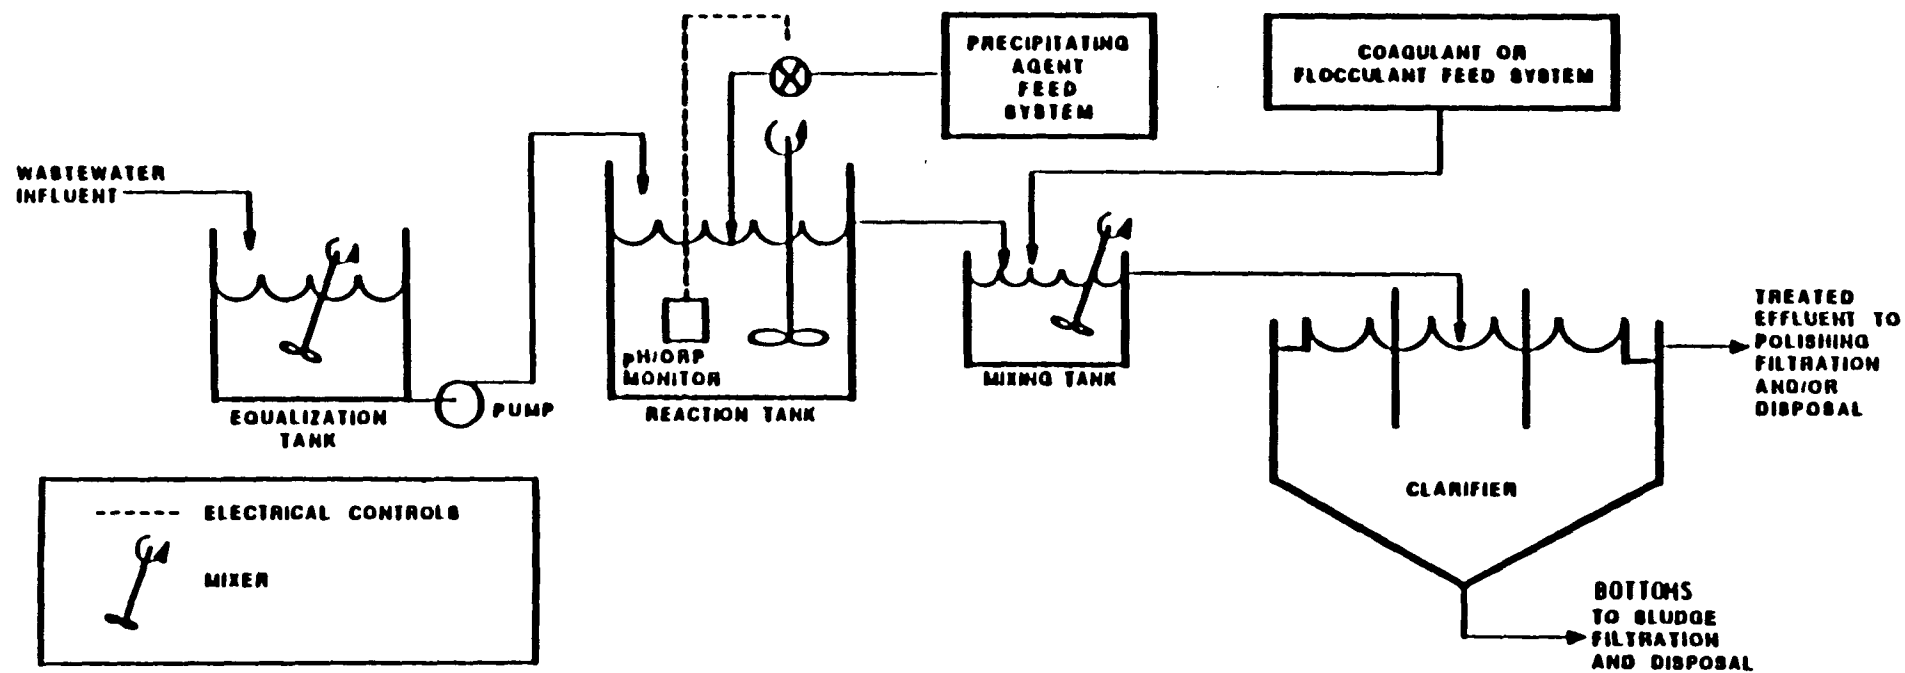 PRECIPITATING
AGENT
FEED
SYSTEM
COAGULANT OR
FLOCCULANT FEED SYSTEM
WASTEWATER
INFLUENT
EQUALIZATION
TANK
PUMP
pH/ORP
MONITOR
REACTION TANK
MIXING TANK
CLARIFIER
TREATED
EFFLUENT TO
POLISHING
FILTRATION
AND/OR
DISPOSAL
BOTTOMS
TO SLUDGE
FILTRATION
AND DISPOSAL
ELECTRICAL CONTROLS
MIXER